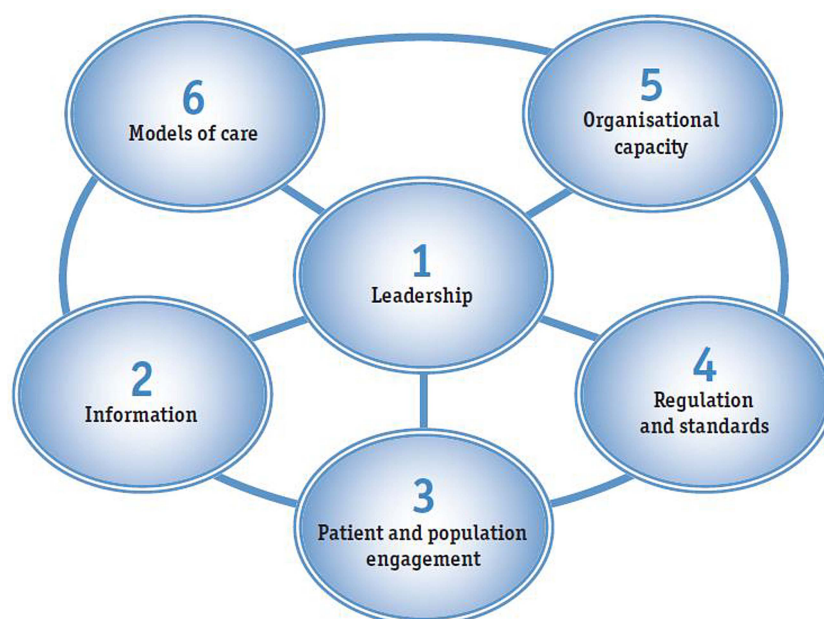 6
Models of care
5
Organisational
capacity
1
Leadership
2
Information
4
Regulation
and standards
3
Patient and population
engagement